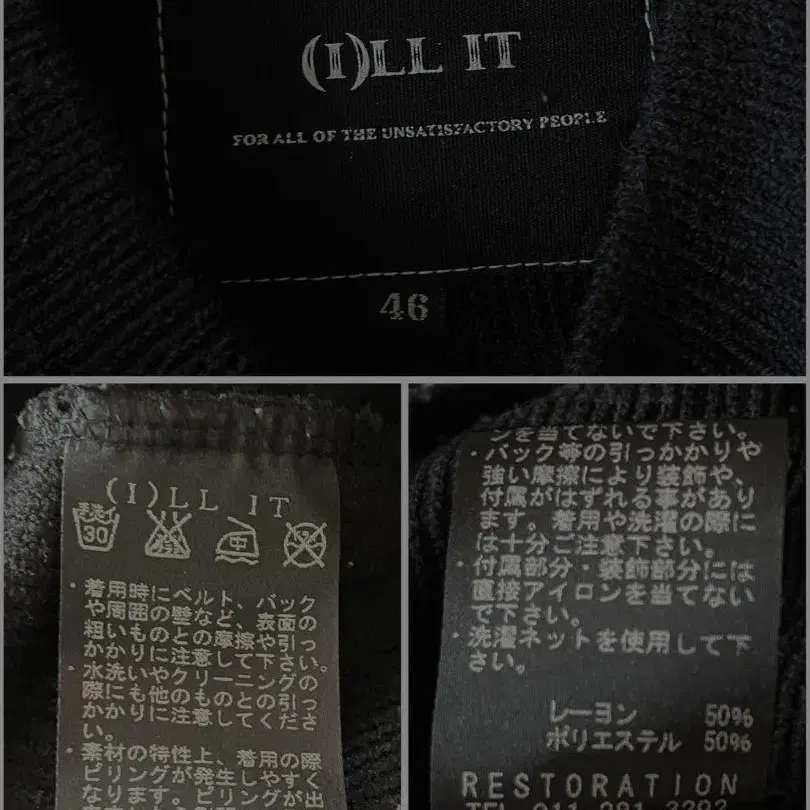 (I)LL IT
FOR ALL OF THE UNSATISFACTORY PEOPLE
46
(I)LL IT
手洗イ
30
中
・着用時にベルト、バック
や周囲の壁など、表面の
粗いものとの摩擦や引っ
かかりに注意して下さい。
・水洗いやクリーニングの
際にも他のものとの引っ
かかりに注意してくださ
い。
・素材の特性上、着用の際
ピリングが発生しやすく
なります。ピリングが出
ンを当てないで下さい。
・バック等の引っかかりや
強い摩擦により装飾や、
付属がはずれる事があり
ます。着用や洗濯の際に
は十分ご注意下さい。
・付属部分・装飾部分には
直接アイロンを当てない
で下さい。
・洗濯ネットを使用して下
さい。
レーヨン 50%
ポリエステル 50%
RESTORATION
TEL 011